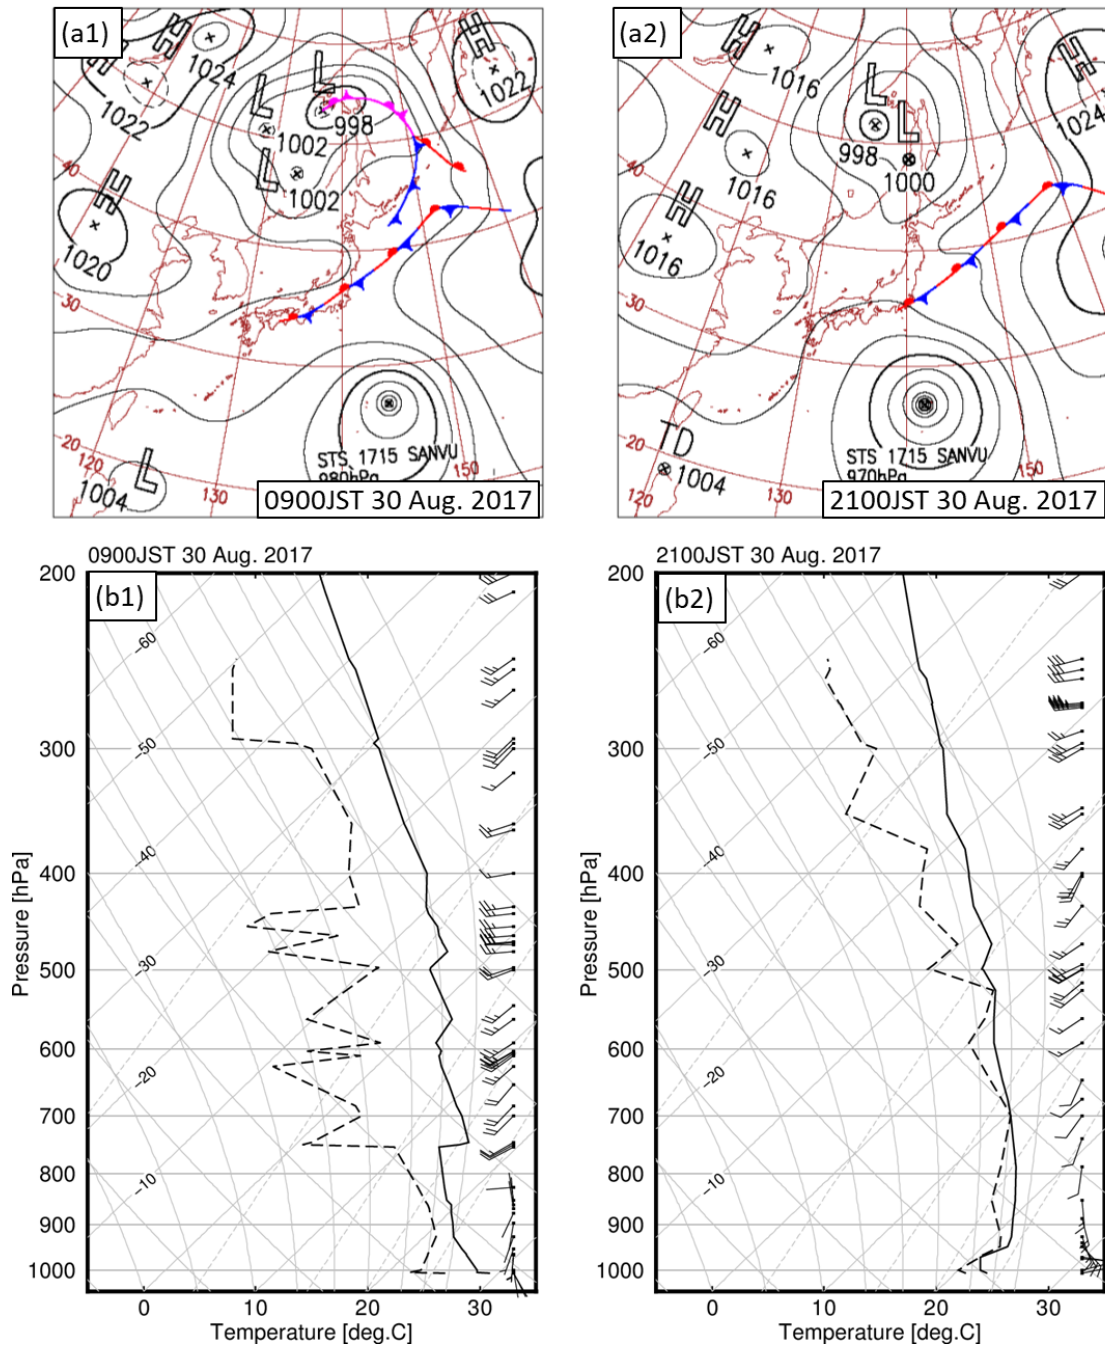 (a1)
H
1024
H
1022
L
L
998
1002
L
1002
H
1022
H
1020
40
30
20
120
130
140
150
L
1004
STS 1715 SANVU
980hPa
0900JST 30 Aug. 2017
(a2)
H
1016
H
1016
H
1016
L
998
L
1000
H
1024
40
30
20
120
130
140
150
TD
1004
STS 1715 SANVU
970hPa
2100JST 30 Aug. 2017
0900JST 30 Aug. 2017
(b1)
200
300
400
500
600
700
800
900
1000
Pressure [hPa]
-60
-50
-40
-30
-20
-10
0
10
20
30
Temperature [deg.C]
2100JST 30 Aug. 2017
(b2)
200
300
400
500
600
700
800
900
1000
Pressure [hPa]
-60
-50
-40
-30
-20
-10
0
10
20
30
Temperature [deg.C]